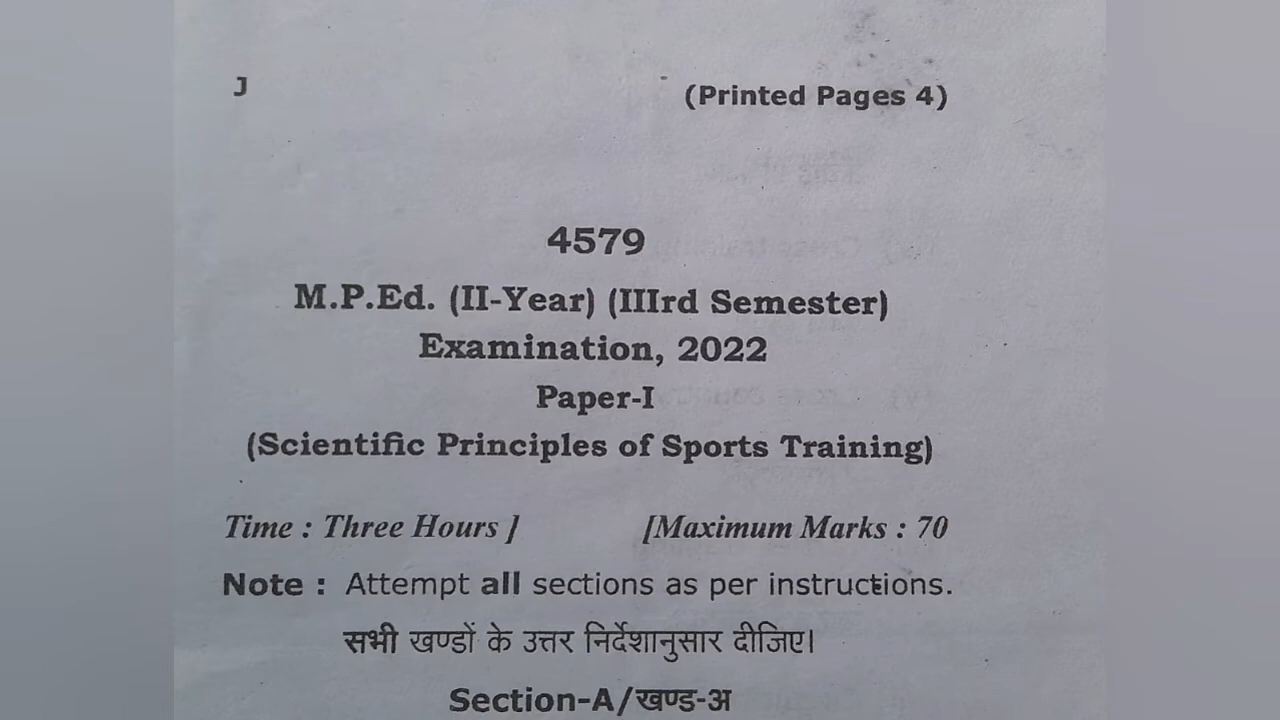 J
(Printed Pages 4)
4579
M.P.Ed. (II-Year) (IIIrd Semester)
Examination, 2022
Paper-I
(Scientific Principles of Sports Training)
Time : Three Hours ] [Maximum Marks : 70
Note : Attempt all sections as per instructions.
सभी खण्डों के उत्तर निर्देशानुसार दीजिए।
Section-A/खण्ड-अ